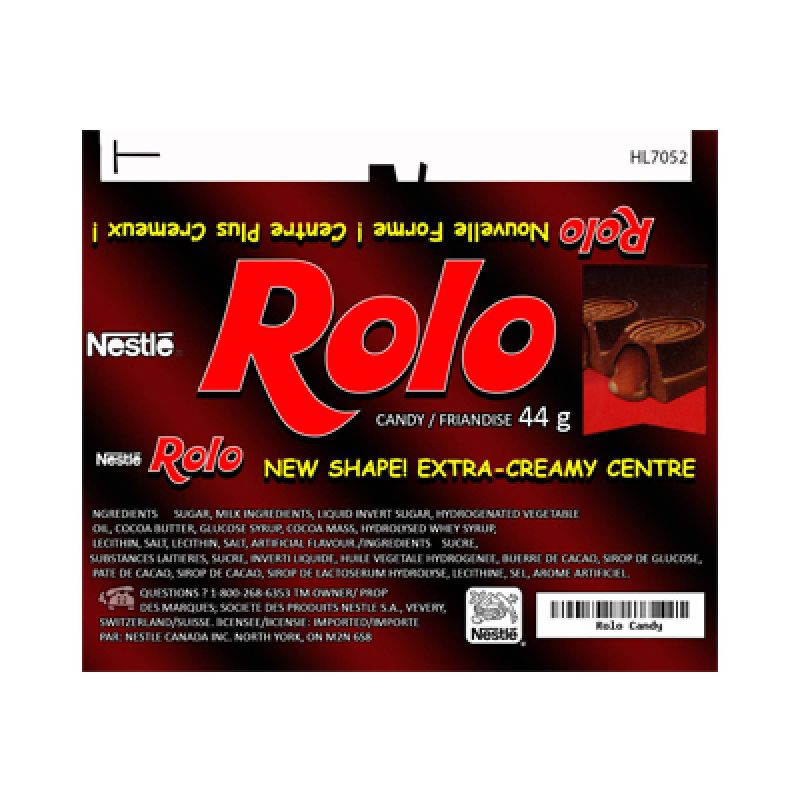 HL7052
Rolo Nouvelle Forme ! Centre Plus Cremeux !
Nestlé
Rolo
CANDY / FRIANDISE 44 g
Nestlé Rolo NEW SHAPE! EXTRA-CREAMY CENTRE
NGREDIENTS SUGAR, MILK INGREDIENTS, LIQUID INVERT SUGAR, HYDROGENATED VEGETABLE
OIL, COCOA BUTTER, GLUCOSE SYRUP, COCOA MASS, HYDROLYSED WHEY SYRUP,
LECITHIN, SALT, LECITHIN, SALT, ARTIFICIAL FLAVOUR./INGREDIENTS SUCRE,
SUBSTANCES LAITIERES, SUCRE, INVERTI LIQUIDE, HUILE VEGETALE HYDROGENEE, BUERRE DE CACAO, SIROP DE GLUCOSE,
PATE DE CACAO, SIROP DE CACAO, SIROP DE LACTOSERUM HYDROLYSE, LECITHINE, SEL, AROME ARTIFICIEL.
QUESTIONS ? 1-800-268-6353 TM OWNER/ PROP
DES MARQUES; SOCIETE DES PRODUITS NESTLE S.A., VEVERY,
SWITZERLAND/SUISSE. LICENSEE/LICENSIE: IMPORTED/IMPORTE
PAR: NESTLE CANADA INC. NORTH YORK, ON M2N 6S8
Nestlé
Rolo Candy